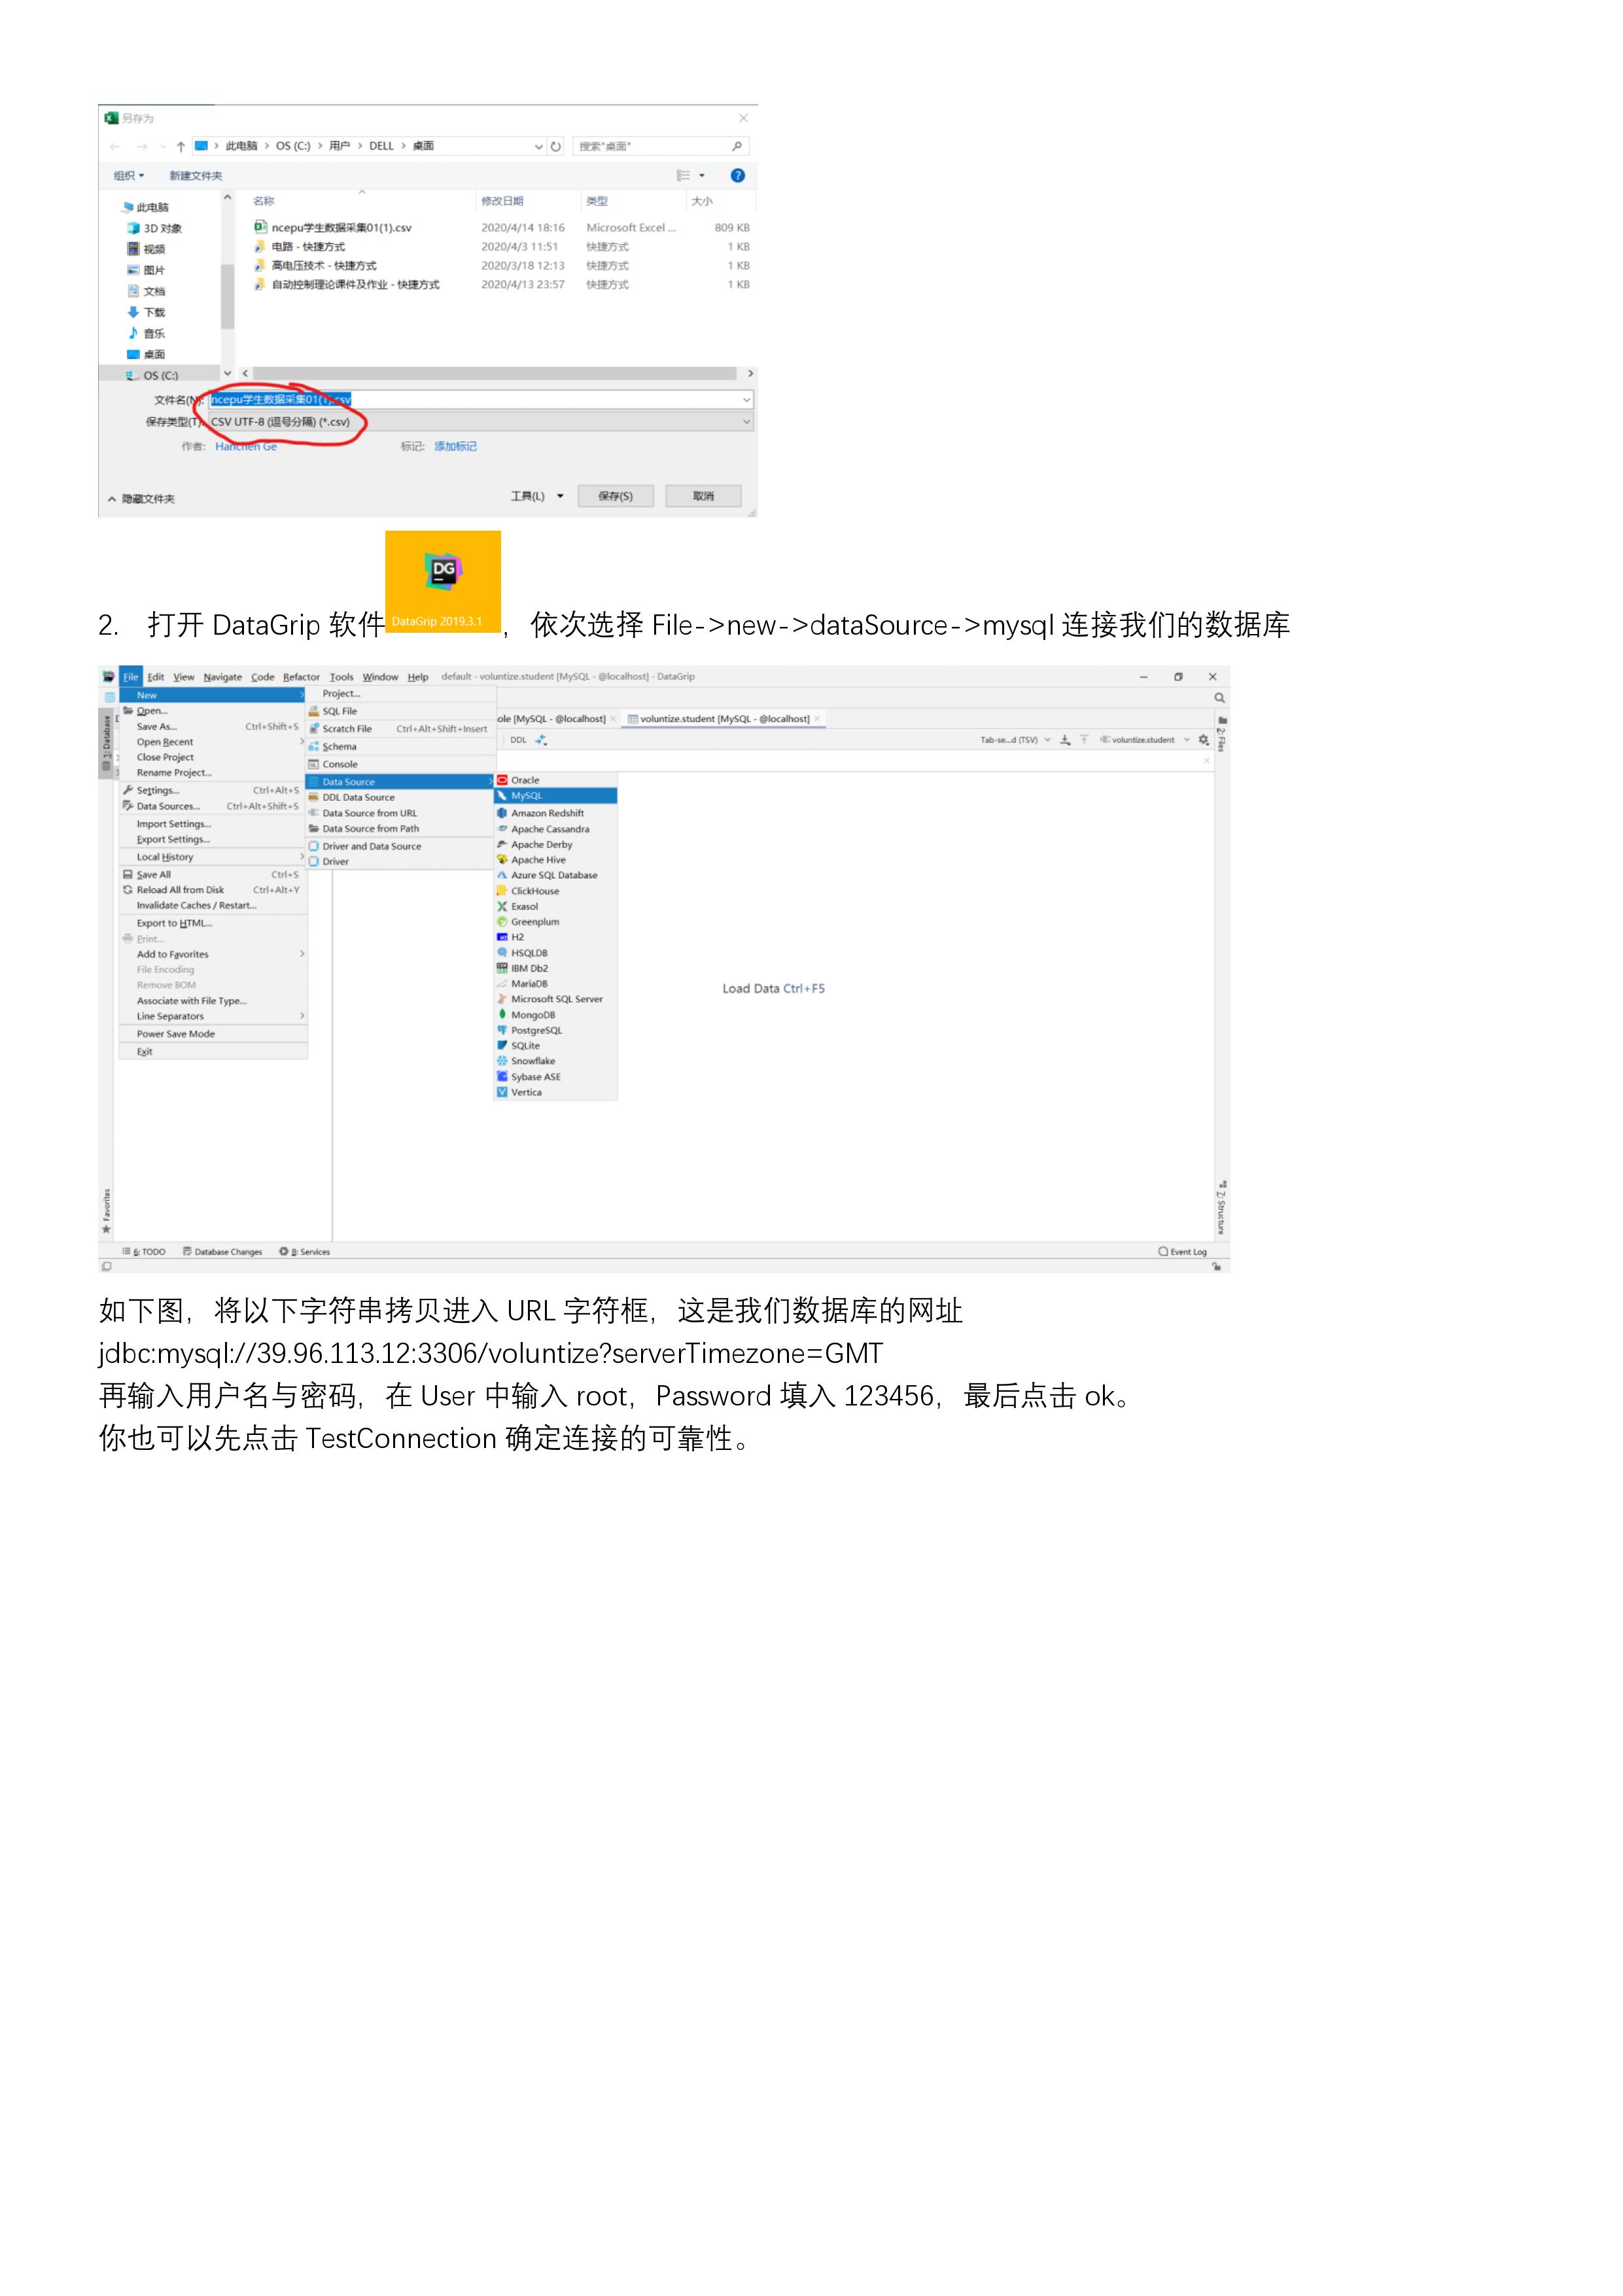 另存为
此电脑 > OS (C:) > 用户 > DELL > 桌面
搜索"桌面"
组织 新建文件夹
名称 修改日期 类型 大小
此电脑
3D 对象
视频
图片
文档
下载
音乐
桌面
OS (C:)
ncepu学生数据采集01(1).csv 2020/4/14 18:16 Microsoft Excel ... 809 KB
电路 - 快捷方式 2020/4/3 11:51 快捷方式 1 KB
高电压技术 - 快捷方式 2020/3/18 12:13 快捷方式 1 KB
自动控制理论课件及作业 - 快捷方式 2020/4/13 23:57 快捷方式 1 KB
文件名(N): ncepu学生数据采集01(1).csv
保存类型(T): CSV UTF-8 (逗号分隔) (*.csv)
作者: Hanchen Ge 标记: 添加标记
隐藏文件夹 工具(L) 保存(S) 取消
DG
DataGrip 2019.3.1
2. 打开 DataGrip 软件，依次选择 File->new->dataSource->mysql 连接我们的数据库
File Edit View Navigate Code Refactor Tools Window Help default - voluntize.student [MySQL - @localhost] - DataGrip
New
Open...
Save As... Ctrl+Shift+S
Open Recent
Close Project
Rename Project...
Settings... Ctrl+Alt+S
Data Sources... Ctrl+Alt+Shift+S
Import Settings...
Export Settings...
Local History
Save All Ctrl+S
Reload All from Disk Ctrl+Alt+Y
Invalidate Caches / Restart...
Export to HTML...
Print...
Add to Favorites
File Encoding
Remove BOM
Associate with File Type...
Line Separators
Power Save Mode
Exit
Project...
SQL File
Scratch File Ctrl+Alt+Shift+Insert
Schema
Console
Data Source
DDL Data Source
Data Source from URL
Data Source from Path
Driver and Data Source
Driver
ole [MySQL - @localhost] voluntize.student [MySQL - @localhost]
DDL Tab-se...d (TSV) voluntize.student
Oracle
MySQL
Amazon Redshift
Apache Cassandra
Apache Derby
Apache Hive
Azure SQL Database
ClickHouse
Exasol
Greenplum
H2
HSQLDB
IBM Db2
MariaDB
Microsoft SQL Server
MongoDB
PostgreSQL
SQLite
Snowflake
Sybase ASE
Vertica
Load Data Ctrl+F5
1: Database
2: Files
Favorites
Z: Structure
6: TODO Database Changes 8: Services Event Log
如下图，将以下字符串拷贝进入 URL 字符框，这是我们数据库的网址
jdbc:mysql://39.96.113.12:3306/voluntize?serverTimezone=GMT
再输入用户名与密码，在 User 中输入 root，Password 填入 123456，最后点击 ok。
你也可以先点击 TestConnection 确定连接的可靠性。